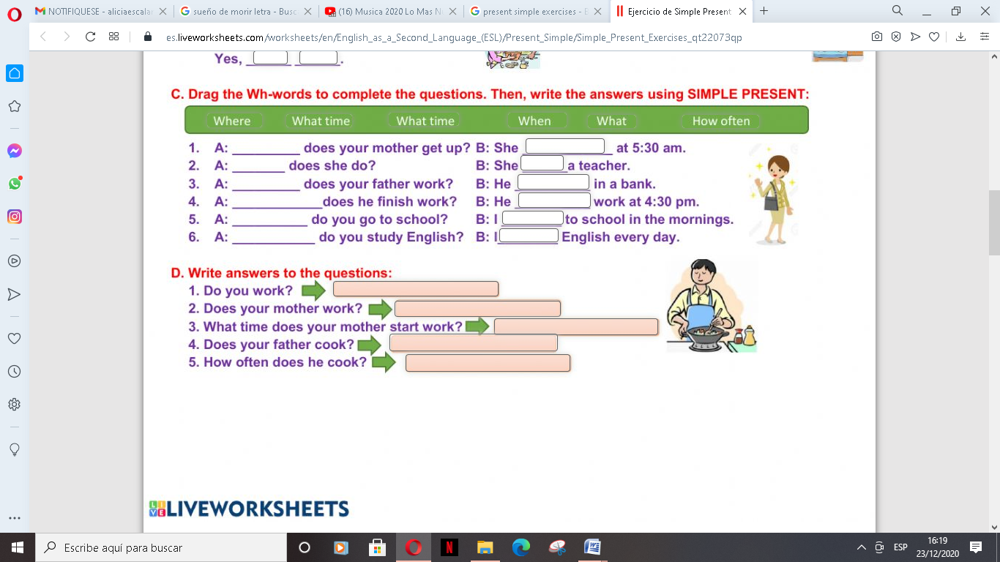 NOTIFIQUESE - aliciaescalar
sueño de morir letra - Busc
(16) Musica 2020 Lo Mas N
present simple exercises - B
Ejercicio de Simple Present
es.liveworksheets.com/worksheets/en/English_as_a_Second_Language_(ESL)/Present_Simple/Simple_Present_Exercises_qt22073qp
Yes, ______ ______.
C. Drag the Wh-words to complete the questions. Then, write the answers using SIMPLE PRESENT:
Where What time What time When What How often
1. A: __________ does your mother get up? B: She __________ at 5:30 am.
2. A: ______ does she do? B: She ______ a teacher.
3. A: ________ does your father work? B: He ________ in a bank.
4. A: ___________does he finish work? B: He ________ work at 4:30 pm.
5. A: _________ do you go to school? B: I ________ to school in the mornings.
6. A: __________ do you study English? B: I________ English every day.
D. Write answers to the questions:
1. Do you work?
2. Does your mother work?
3. What time does your mother start work?
4. Does your father cook?
5. How often does he cook?
LIVE LIVEWORKSHEETS
Escribe aquí para buscar
ESP
16:19
23/12/2020